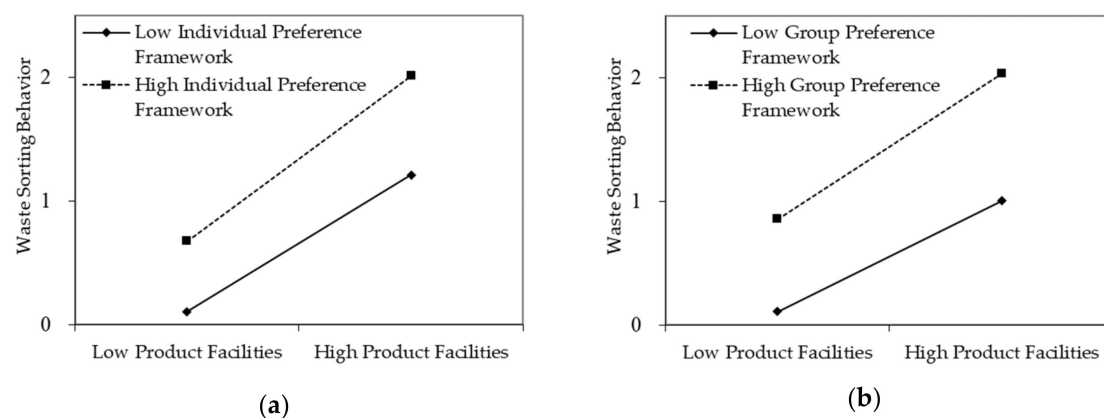 Low Individual Preference
Framework
High Individual Preference
Framework
Waste Sorting Behavior
2
1
0
Low Product Facilities
High Product Facilities
(a)
Low Group Preference
Framework
High Group Preference
Framework
Waste Sorting Behavior
2
1
0
Low Product Facilities
High Product Facilities
(b)